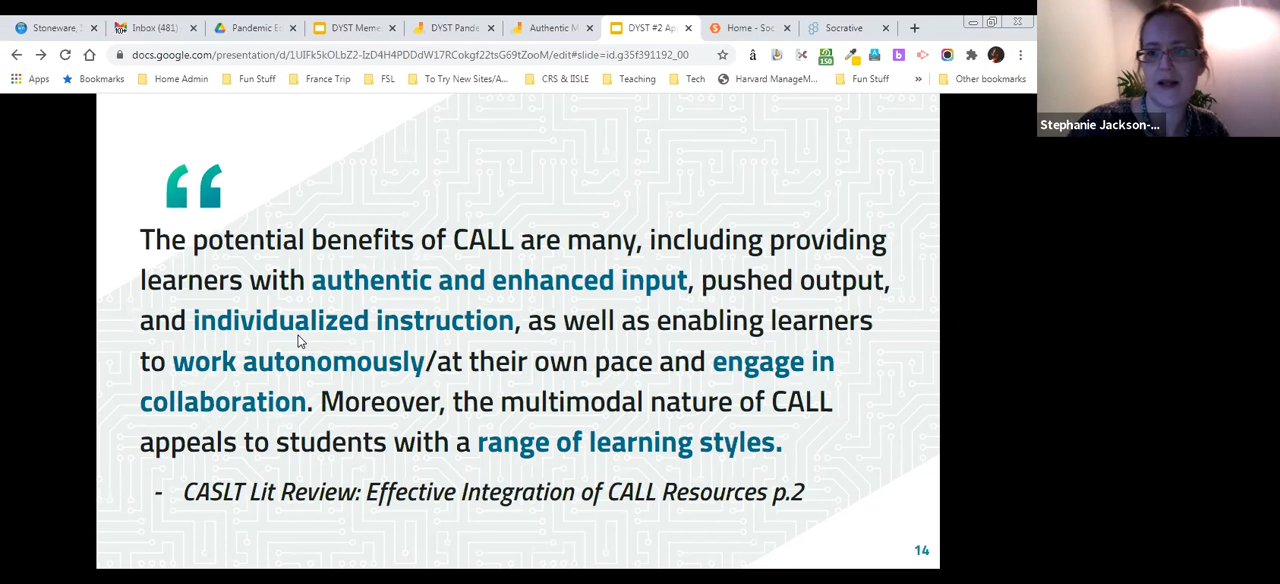 Stoneware,
Inbox (481)
Pandemic E
DYST Meme
DYST Pand
Authentic M
DYST #2 Ap
Home - Soc
Socrative
docs.google.com/presentation/d/1UIFk5kOLbZ2-IzD4H4PDDdW17RCokgf22tsG69tZooM/edit#slide=id.g35f391192_00
150
Apps Bookmarks Home Admin Fun Stuff France Trip FSL To Try New Sites/A... CRS & ISLE Teaching Tech Harvard ManageM... Fun Stuff » Other bookmarks
Stephanie Jackson-...
“
The potential benefits of CALL are many, including providing
learners with authentic and enhanced input, pushed output,
and individualized instruction, as well as enabling learners
to work autonomously/at their own pace and engage in
collaboration. Moreover, the multimodal nature of CALL
appeals to students with a range of learning styles.
- CASLT Lit Review: Effective Integration of CALL Resources p.2
14